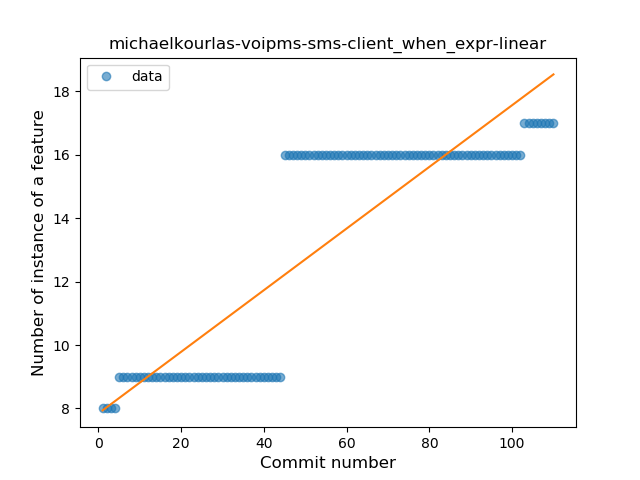 michaelkourlas-voipms-sms-client_when_expr-linear
data
Number of instance of a feature
18
16
14
12
10
8
0 20 40 60 80 100
Commit number